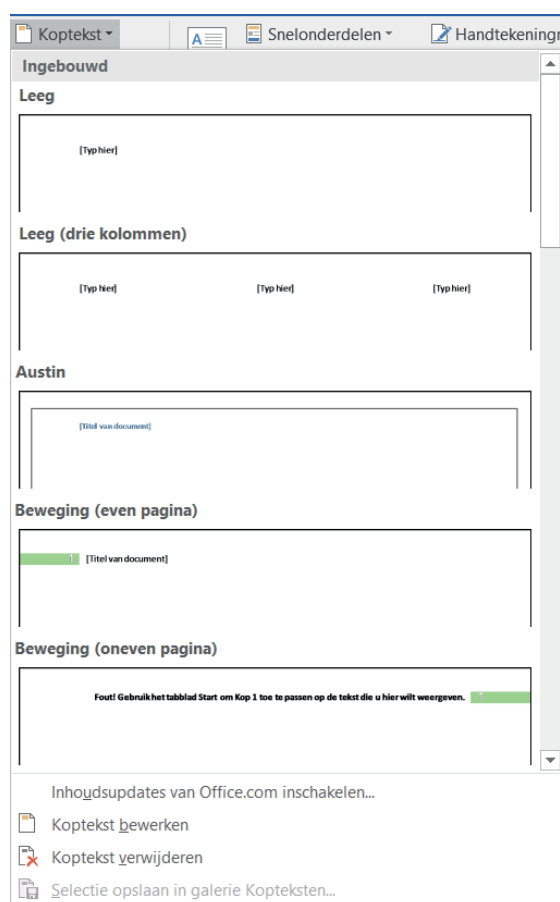 Koptekst Snelonderdelen Handtekeningr
Ingebouwd
Leeg
[Typ hier]
Leeg (drie kolommen)
[Typ hier] [Typ hier] [Typ hier]
Austin
[Titel van document]
Beweging (even pagina)
1 [Titel van document]
Beweging (oneven pagina)
Fout! Gebruik het tabblad Start om Kop 1 toe te passen op de tekst die u hier wilt weergeven. 1
Inhoudsupdates van Office.com inschakelen...
Koptekst bewerken
Koptekst verwijderen
Selectie opslaan in galerie Kopteksten...